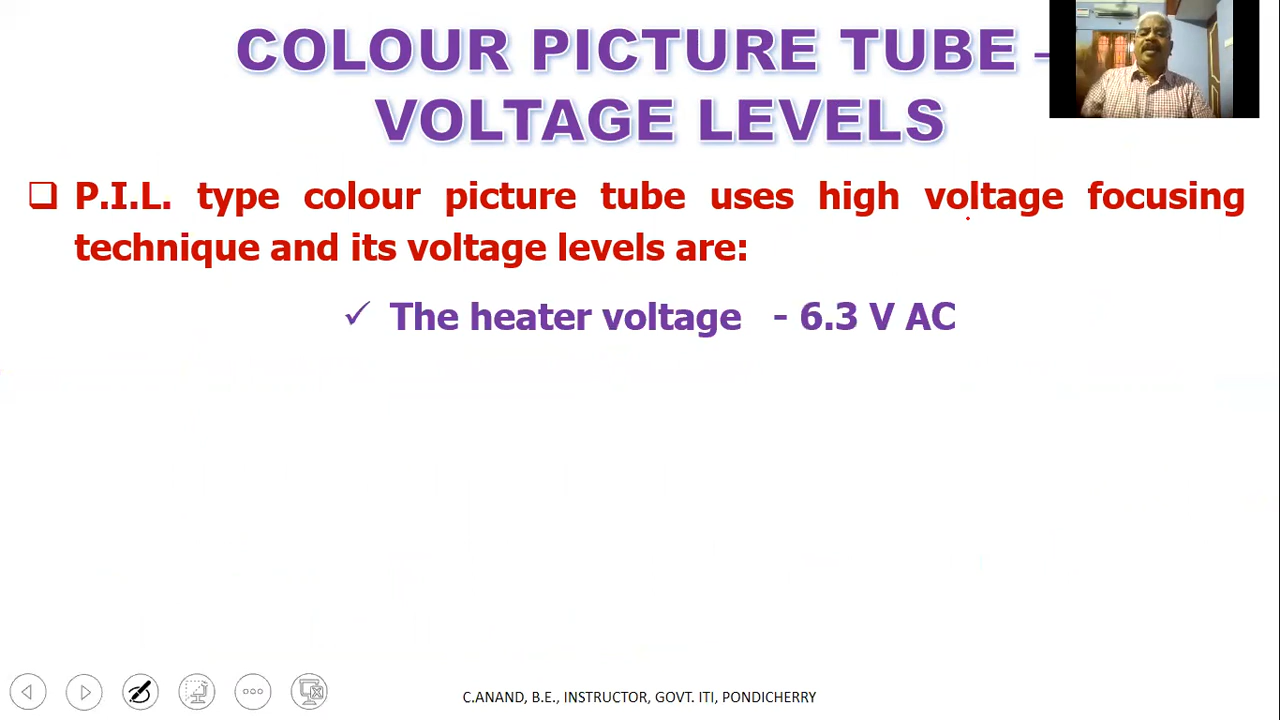 COLOUR PICTURE TUBE –
VOLTAGE LEVELS
P.I.L. type colour picture tube uses high voltage focusing
technique and its voltage levels are:
The heater voltage - 6.3 V AC
C.ANAND, B.E., INSTRUCTOR, GOVT. ITI, PONDICHERRY